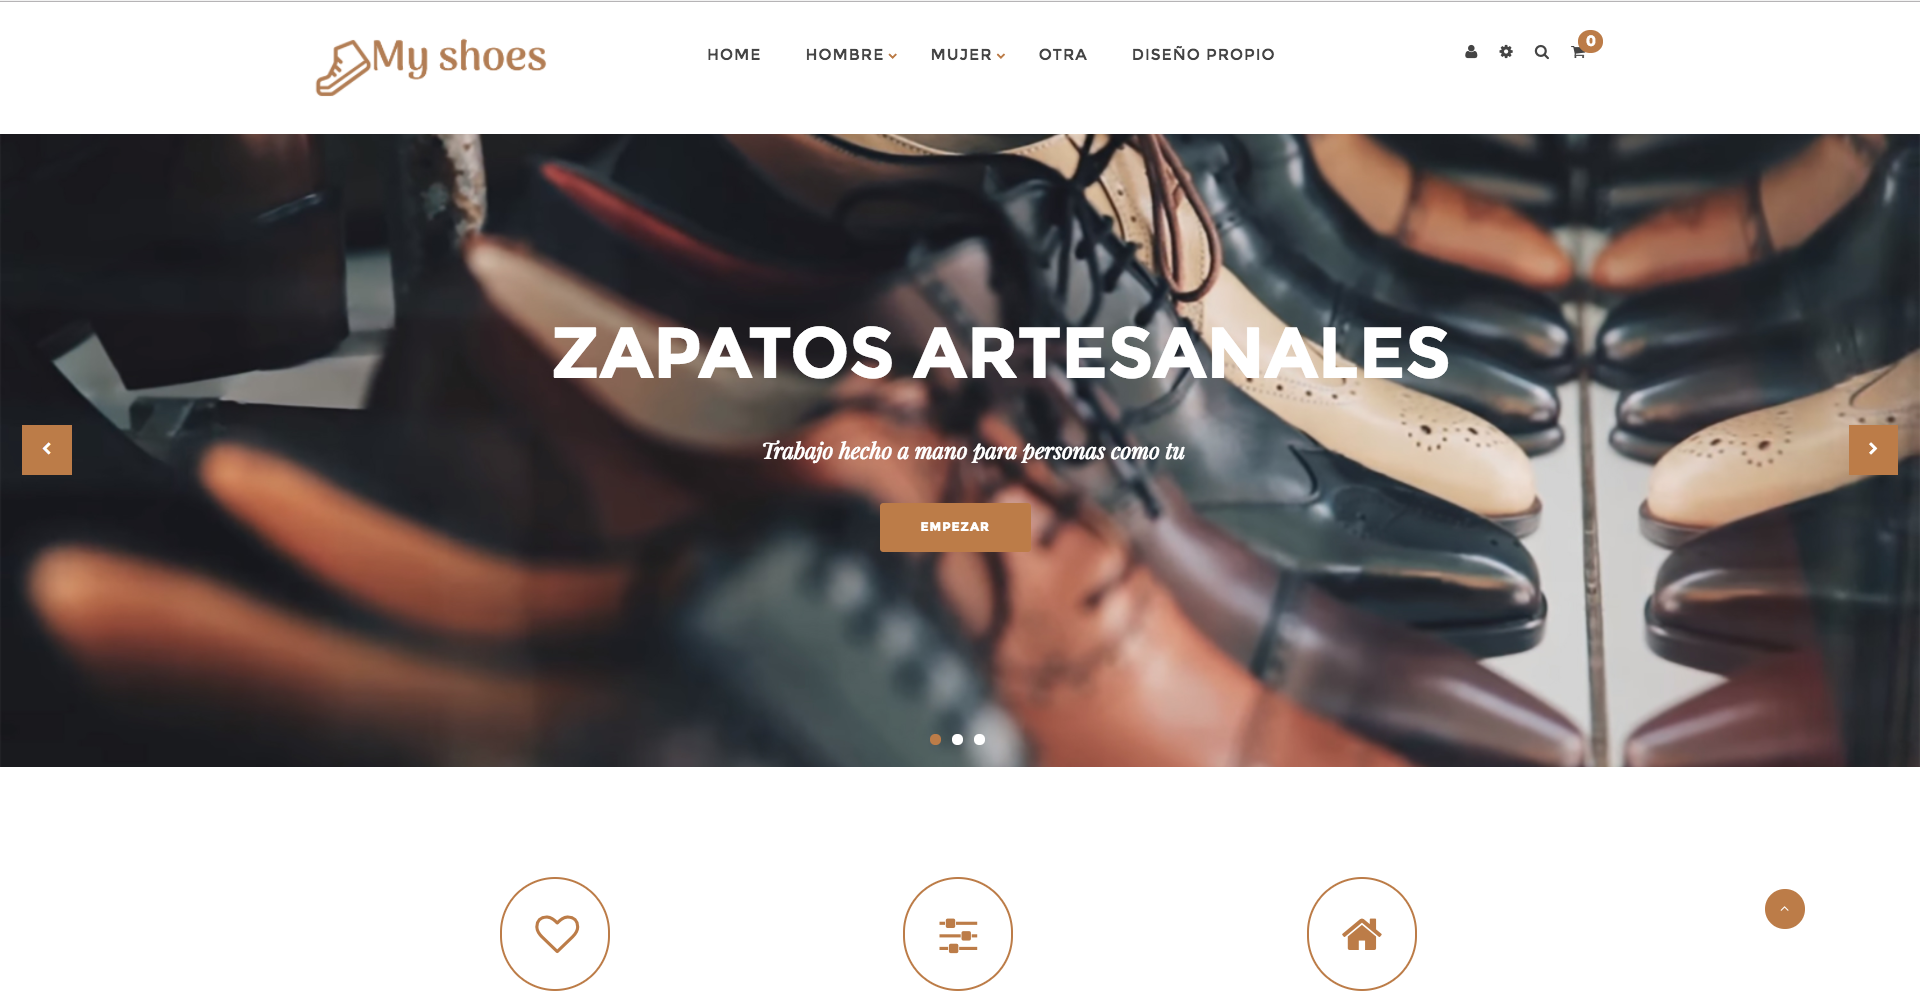 My shoes
HOME HOMBRE MUJER OTRA DISEÑO PROPIO
0
ZAPATOS ARTESANALES
Trabajo hecho a mano para personas como tu
EMPEZAR